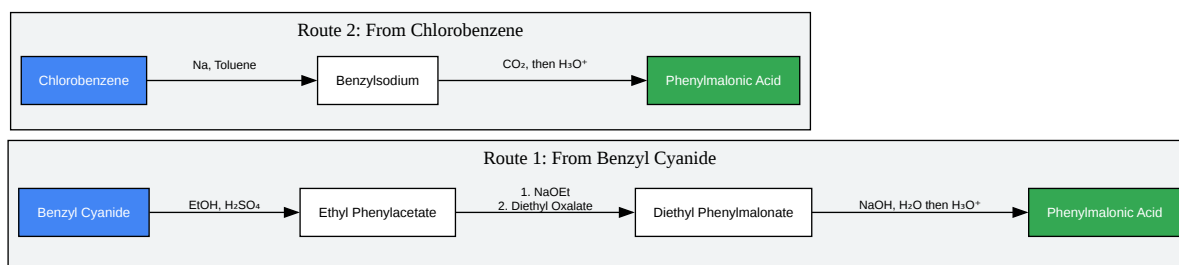 Route 2: From Chlorobenzene
Chlorobenzene
Na, Toluene
Benzylsodium
CO₂, then H₃O⁺
Phenylmalonic Acid
Route 1: From Benzyl Cyanide
Benzyl Cyanide
EtOH, H₂SO₄
Ethyl Phenylacetate
1. NaOEt
2. Diethyl Oxalate
Diethyl Phenylmalonate
NaOH, H₂O then H₃O⁺
Phenylmalonic Acid